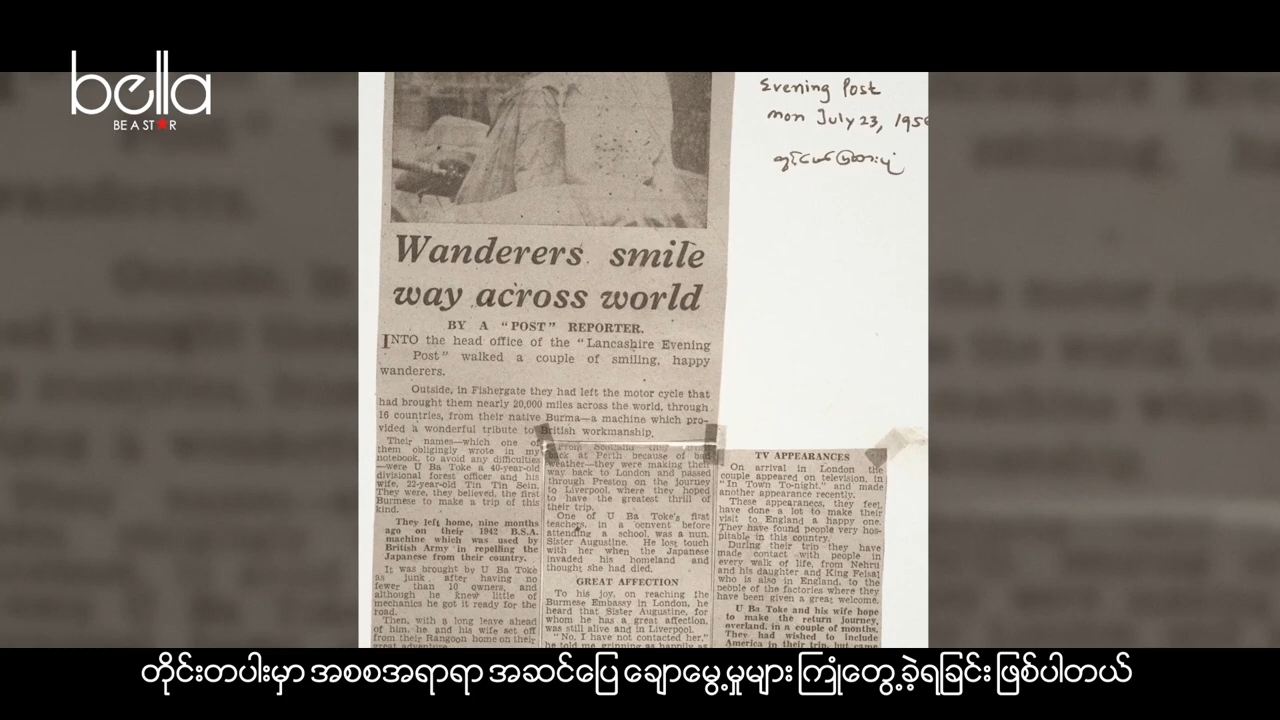 bella
BE A STAR
Evening Post
mon July 23, 195
Wanderers smile
way across world
BY A "POST" REPORTER.
INTO the head office of the "Lancashire Evening
Post" walked a couple of smiling, happy
wanderers.
Outside, in Fishergate they had left the motor cycle that
had brought them nearly 20,000 miles across the world, through
16 countries, from their native Burma—a machine which pro-
vided a wonderful tribute to British workmanship.
Their names—which one of
them obligingly wrote in my
notebook, to avoid any difficulties
—were U Ba Toke a 40-year-old
divisional forest officer and his
wife, 22-year-old Tin Tin Sein.
They were, they believed, the first
Burmese to make a trip of this
kind.
They left home, nine months
ago on their 1942 B.S.A.
machine which was used by
British Army in repelling the
Japanese from their country.
It was brought by U Ba Toke
as junk after having no
fewer than 10 owners, and
although he knew little of
mechanics he got it ready for the
road.
Then, with a long leave ahead
of him, he and his wife set off
from their Rangoon home on their
great adventure.
From Scotland—they
back at Perth because of bad
weather—they were making their
way back to London and passed
through Preston on the journey
to Liverpool, where they hoped
to have the greatest thrill of
their trip.
One of U Ba Toke's first
teachers, in a convent before
attending a school, was a nun,
Sister Augustine. He lost touch
with her when the Japanese
invaded his homeland and
thought she had died.
GREAT AFFECTION
To his joy, on reaching the
Burmese Embassy in London, he
heard that Sister Augustine, for
whom he has a great affection,
was still alive and in Liverpool.
"No, I have not contacted her,"
he told me, grinning as happily as
TV APPEARANCES
On arrival in London the
couple appeared on television, in
"In Town To-night," and made
another appearance recently.
These appearances, they feel,
have done a lot to make their
visit to England a happy one.
They have found people very hos-
pitable in this country.
During their trip they have
made contact with people in
every walk of life, from Nehru
and his daughter and King Feisal
who is also in England, to the
people of the factories where they
have been given a great welcome.
U Ba Toke and his wife hope
to make the return journey,
overland, in a couple of months.
They had wished to include
America in their trip, but came
တိုင်းတပါးမှာ အစစအရာရာ အဆင်ပြေ ချောမွေ့မှုများ ကြုံတွေ့ခဲ့ရခြင်း ဖြစ်ပါတယ်